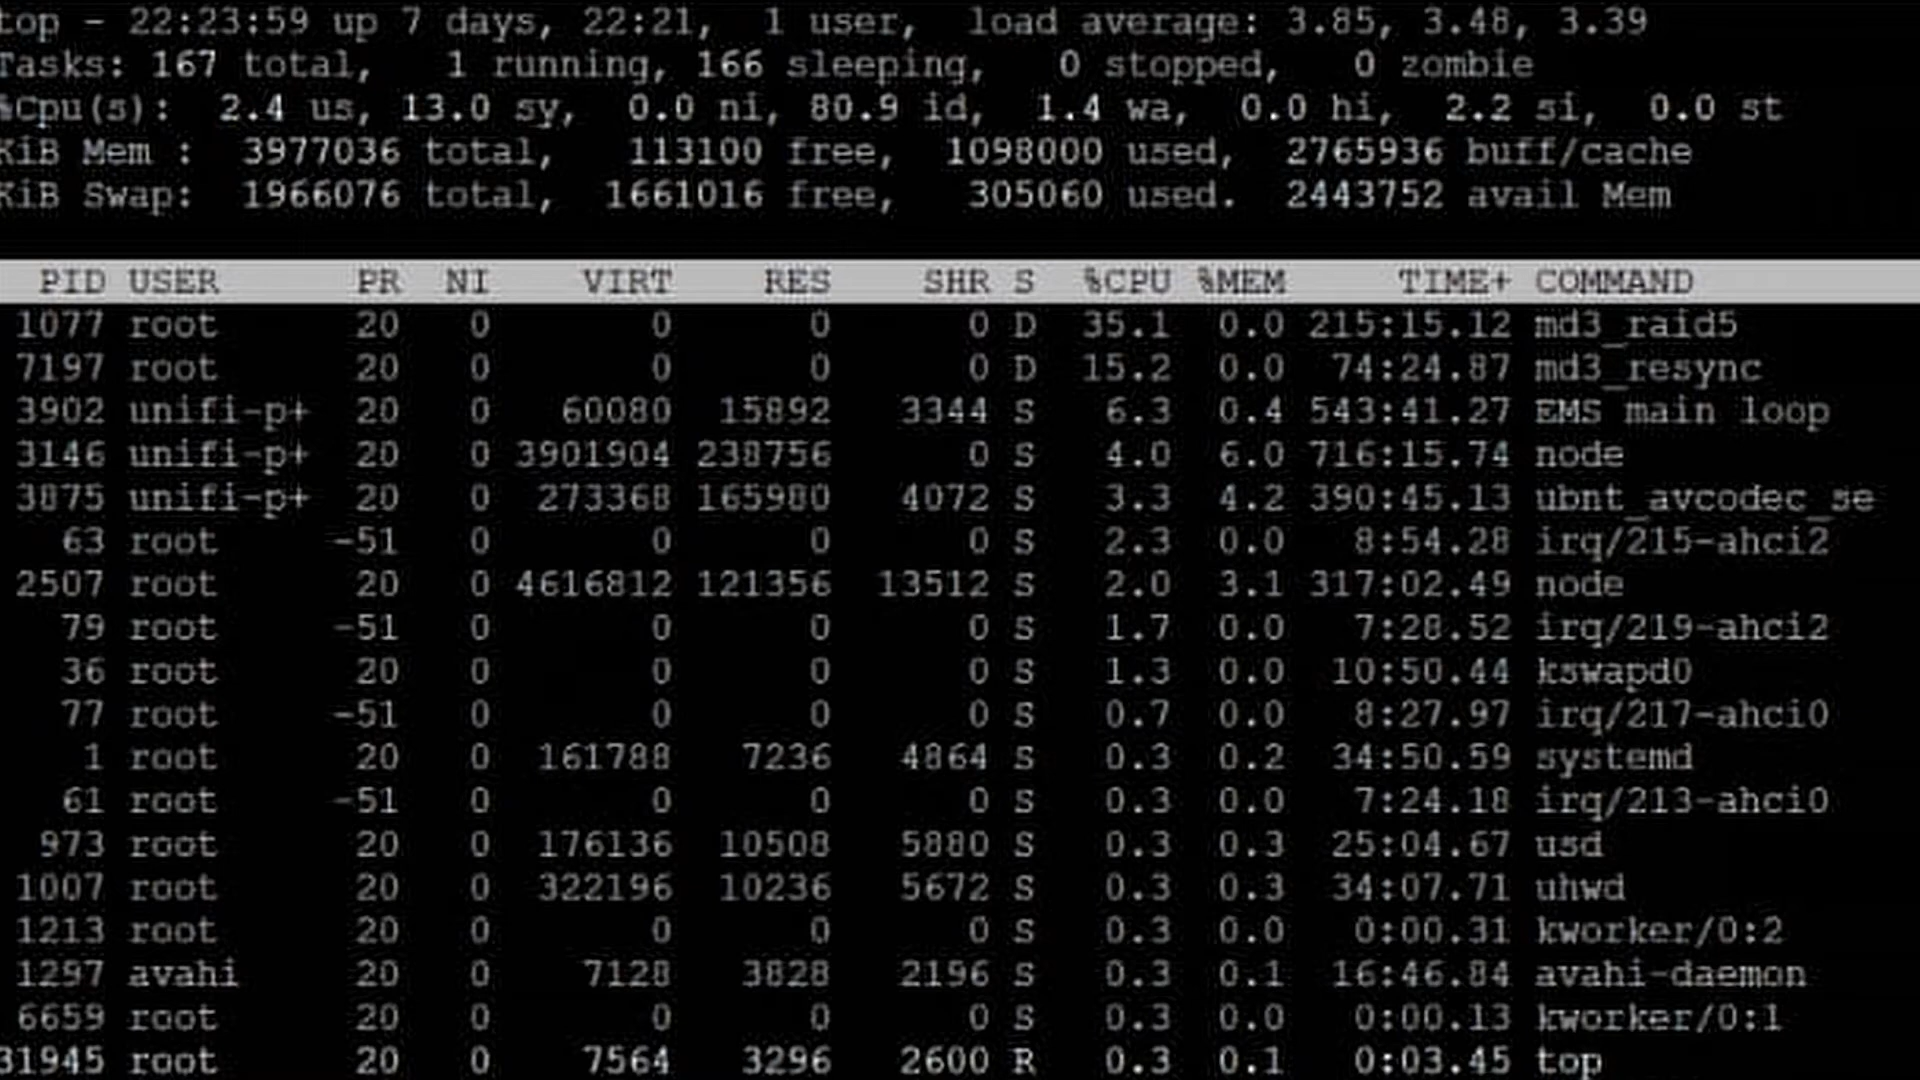 top - 22:23:59 up 7 days, 22:21, 1 user, load average: 3.85, 3.48, 3.39
Tasks: 167 total, 1 running, 166 sleeping, 0 stopped, 0 zombie
%Cpu(s): 2.4 us, 13.0 sy, 0.0 ni, 80.9 id, 1.4 wa, 0.0 hi, 2.2 si, 0.0 st
KiB Mem : 3977036 total, 113100 free, 1098000 used, 2765936 buff/cache
KiB Swap: 1966076 total, 1661016 free, 305060 used. 2443752 avail Mem
PID USER PR NI VIRT RES SHR S %CPU %MEM TIME+ COMMAND
1077 root 20 0 0 0 0 D 35.1 0.0 215:15.12 md3_raid5
7197 root 20 0 0 0 0 D 15.2 0.0 74:24.87 md3_resync
3902 unifi-p+ 20 0 60080 15892 3344 S 6.3 0.4 543:41.27 EMS main loop
3146 unifi-p+ 20 0 3901904 238756 0 S 4.0 6.0 716:15.74 node
3875 unifi-p+ 20 0 273368 165980 4072 S 3.3 4.2 390:45.13 ubnt_avcodec_se
63 root -51 0 0 0 0 S 2.3 0.0 8:54.28 irq/215-ahci2
2507 root 20 0 4616812 121356 13512 S 2.0 3.1 317:02.49 node
79 root -51 0 0 0 0 S 1.7 0.0 7:28.52 irq/219-ahci2
36 root 20 0 0 0 0 S 1.3 0.0 10:50.44 kswapd0
77 root -51 0 0 0 0 S 0.7 0.0 8:27.97 irq/217-ahci0
1 root 20 0 161788 7236 4864 S 0.3 0.2 34:50.59 systemd
61 root -51 0 0 0 0 S 0.3 0.0 7:24.18 irq/213-ahci0
973 root 20 0 176136 10508 5880 S 0.3 0.3 25:04.67 usd
1007 root 20 0 322196 10236 5672 S 0.3 0.3 34:07.71 uhwd
1213 root 20 0 0 0 0 S 0.3 0.0 0:00.31 kworker/0:2
1297 avahi 20 0 7128 3828 2196 S 0.3 0.1 16:46.84 avahi-daemon
6659 root 20 0 0 0 0 S 0.3 0.0 0:00.13 kworker/0:1
31945 root 20 0 7564 3296 2600 R 0.3 0.1 0:03.45 top